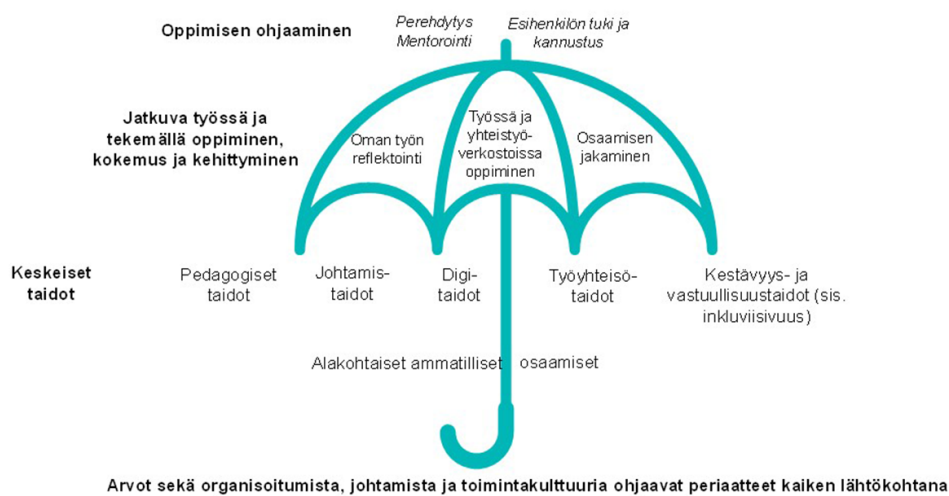 Oppimisen ohjaaminen
Perehdytys
Mentorointi
Esihenkilön tuki ja
kannustus
Jatkuva työssä ja
tekemällä oppiminen,
kokemus ja kehittyminen
Oman työn
reflektointi
Työssä ja
yhteistyö-
verkostoissa
oppiminen
Osaamisen
jakaminen
Keskeiset
taidot
Pedagogiset
taidot
Johtamis-
taidot
Digi-
taidot
Työyhteisö-
taidot
Kestävyys- ja
vastuullisuustaidot (sis.
inkluviisivuus)
Alakohtaiset ammatilliset osaamiset
Arvot sekä organisoitumista, johtamista ja toimintakulttuuria ohjaavat periaatteet kaiken lähtökohtana